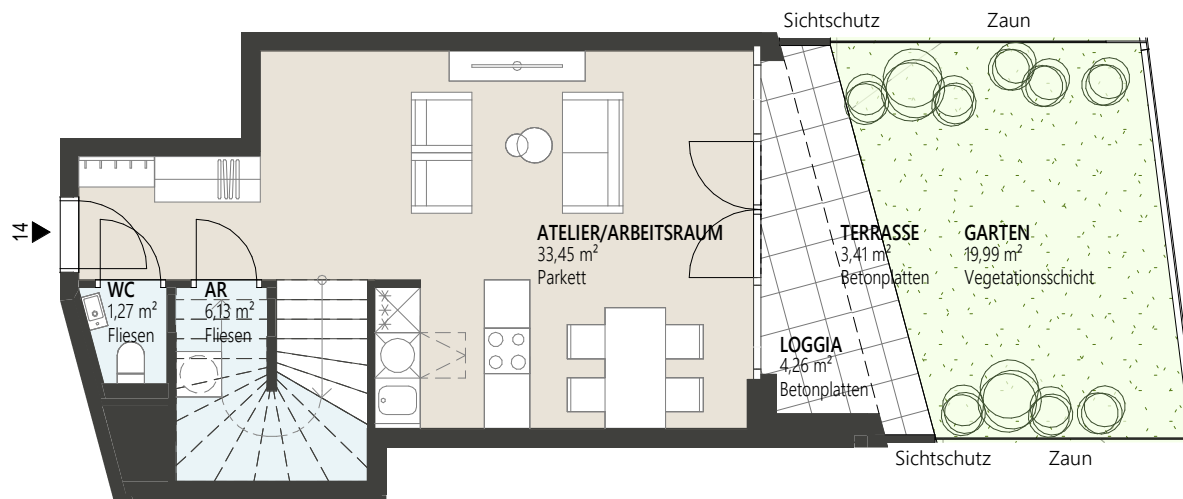 Sichtschutz
Zaun
14
ATELIER/ARBEITSRAUM
33,45 m²
Parkett
TERRASSE
3,41 m²
Betonplatten
GARTEN
19,99 m²
Vegetationsschicht
WC
1,27 m²
Fliesen
AR
6,13 m²
Fliesen
LOGGIA
4,26 m²
Betonplatten
Sichtschutz
Zaun